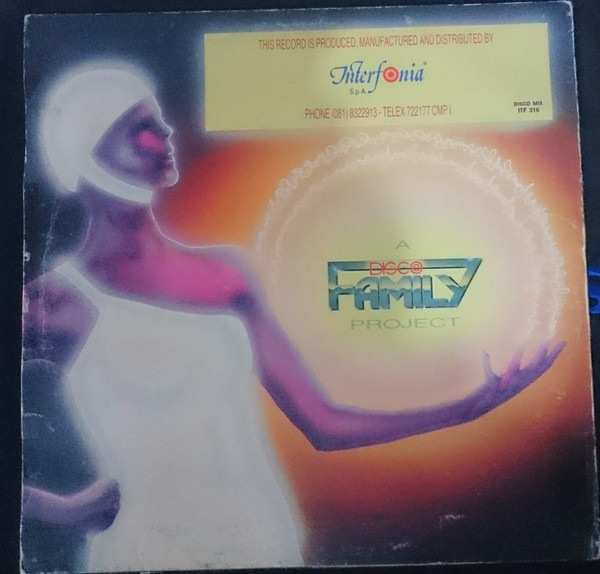 THIS RECORD IS PRODUCED, MANUFACTURED AND DISTRIBUTED BY
Interfonia®
S.p.A.
PHONE (081) 8322913 - TELEX 722177 CMP I
DISCO MIX
ITF 316
A
DISCO
FAMILY
PROJECT